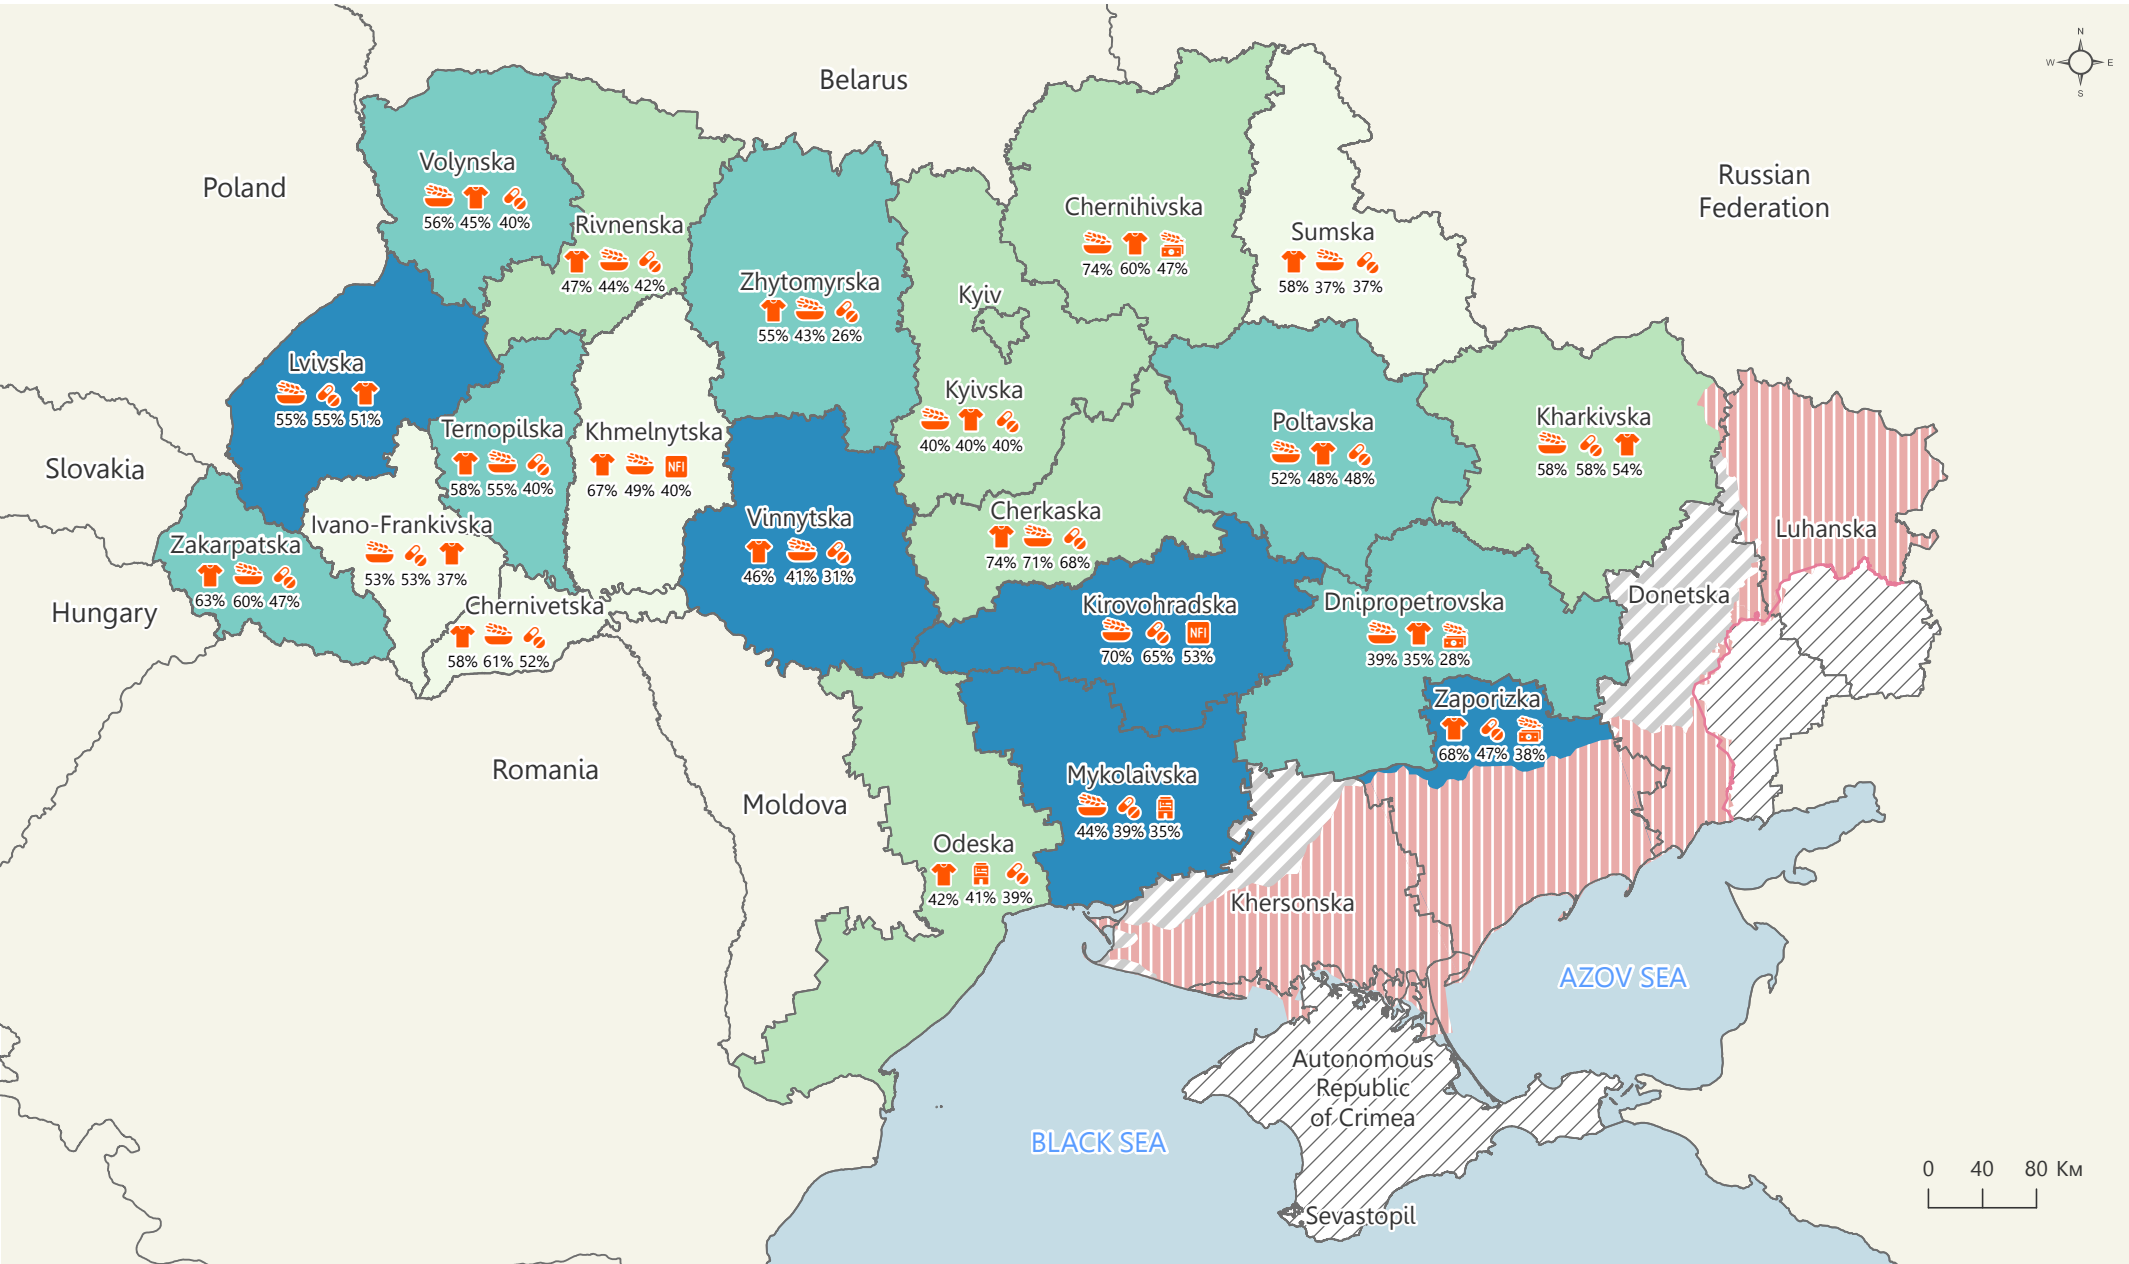 N
W E
S
Belarus
Poland
Russian
Federation
Volynska
56% 45% 40%
Rivnenska
47% 44% 42%
Chernihivska
74% 60% 47%
Sumska
58% 37% 37%
Zhytomyrska
55% 43% 26%
Kyiv
Kyivska
40% 40% 40%
Lvivska
55% 55% 51%
Ternopilska
58% 55% 40%
Khmelnytska
NFI
67% 49% 40%
Poltavska
52% 48% 48%
Kharkivska
58% 58% 54%
Slovakia
Luhanska
Ivano-Frankivska
53% 53% 37%
Vinnytska
46% 41% 31%
Cherkaska
74% 71% 68%
Zakarpatska
63% 60% 47%
Hungary
Chernivetska
58% 61% 52%
Kirovohradska
NFI
70% 65% 53%
Dnipropetrovska
39% 35% 28%
Donetska
Zaporizka
68% 47% 38%
Romania
Moldova
Mykolaivska
44% 39% 35%
Odeska
42% 41% 39%
Khersonska
AZOV SEA
Autonomous
Republic
of Crimea
BLACK SEA
Sevastopil
0 40 80 Км